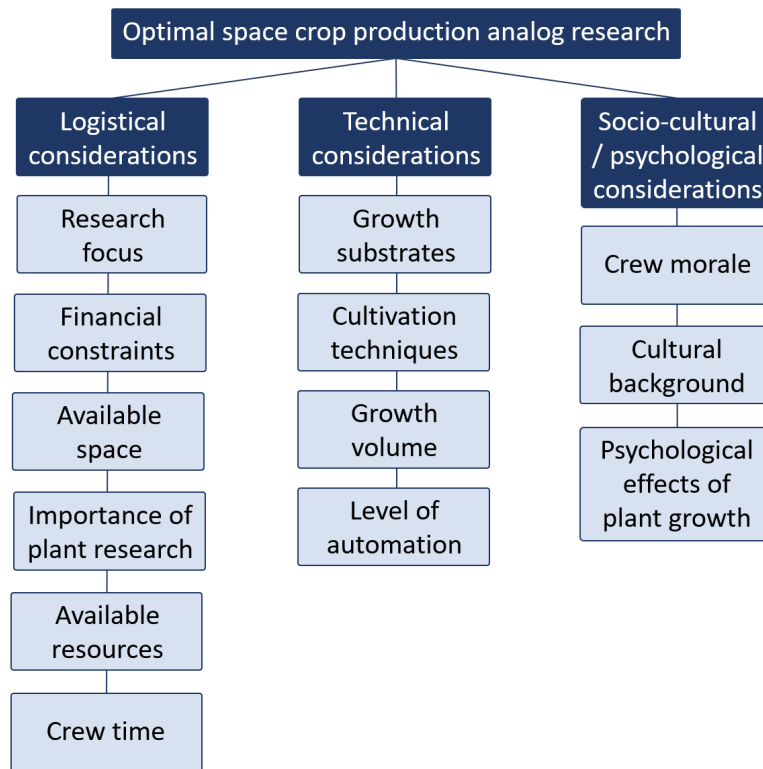 Optimal space crop production analog research
Logistical
considerations
Research
focus
Financial
constraints
Available
space
Importance of
plant research
Available
resources
Crew time
Technical
considerations
Growth
substrates
Cultivation
techniques
Growth
volume
Level of
automation
Socio-cultural
/ psychological
considerations
Crew morale
Cultural
background
Psychological
effects of
plant growth